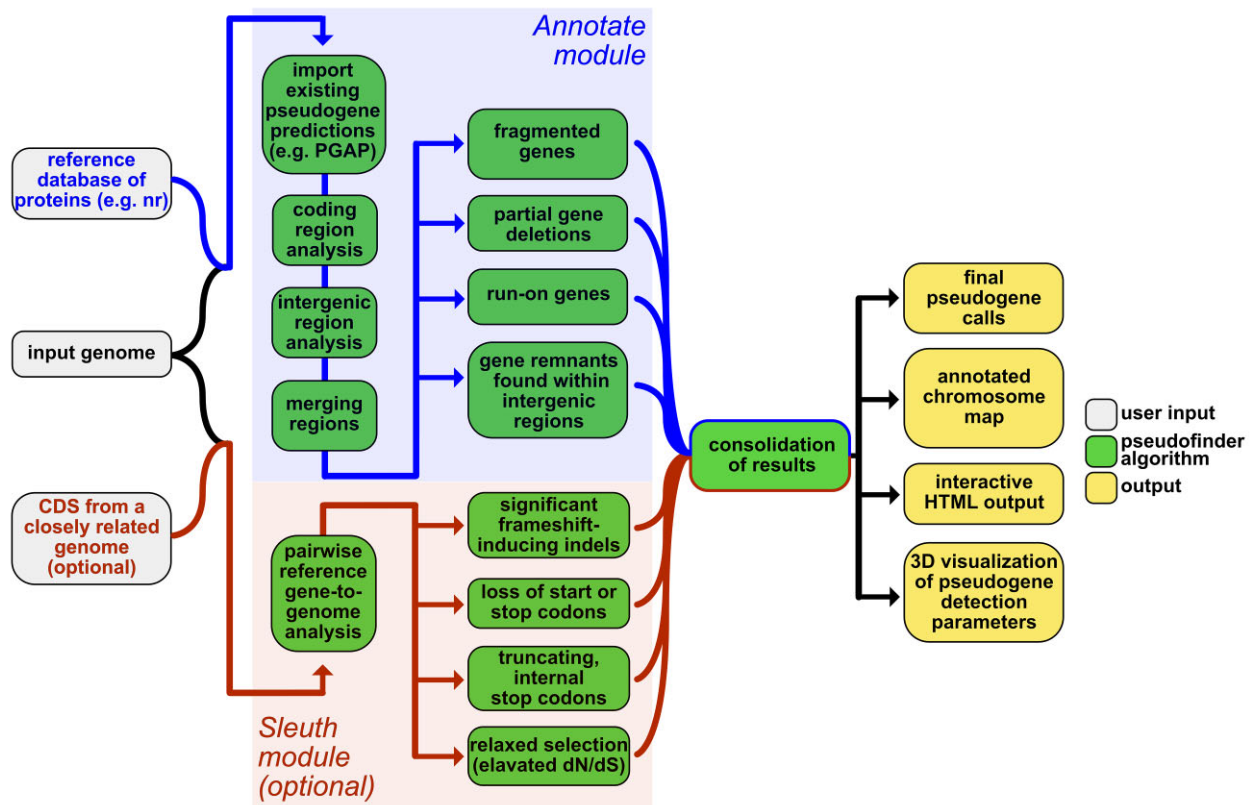 Annotate
module
import
existing
pseudogene
predictions
(e.g. PGAP)
coding
region
analysis
intergenic
region
analysis
merging
regions
fragmented
genes
partial gene
deletions
run-on genes
gene remnants
found within
intergenic
regions
reference
database of
proteins (e.g. nr)
input genome
CDS from a
closely related
genome
(optional)
pairwise
reference
gene-to-
genome
analysis
significant
frameshift-
inducing indels
loss of start or
stop codons
truncating,
internal
stop codons
relaxed selection
(elavated dN/dS)
Sleuth
module
(optional)
consolidation
of results
final
pseudogene
calls
annotated
chromosome
map
interactive
HTML output
3D visualization
of pseudogene
detection
parameters
user input
pseudofinder
algorithm
output